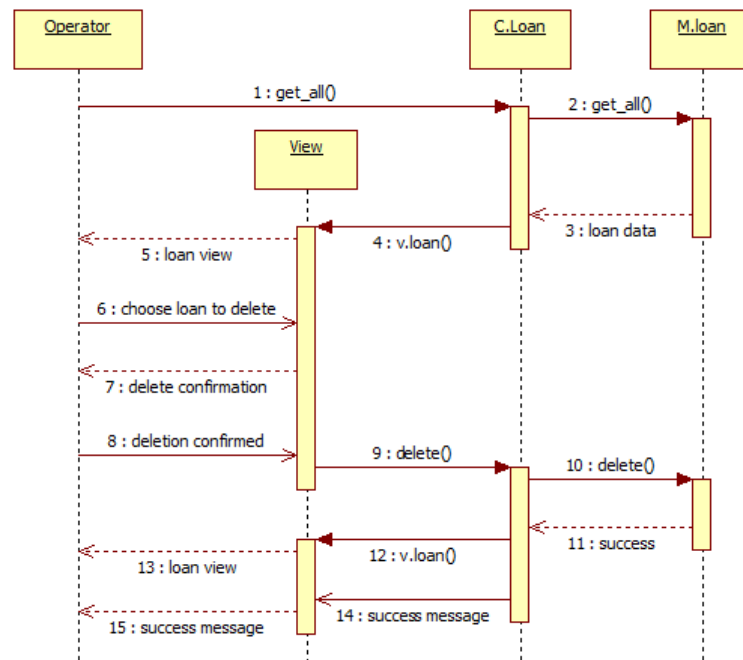 Operator
C.Loan
M.loan
1 : get_all()
2 : get_all()
View
3 : loan data
4 : v.loan()
5 : loan view
6 : choose loan to delete
7 : delete confirmation
8 : deletion confirmed
9 : delete()
10 : delete()
11 : success
12 : v.loan()
13 : loan view
14 : success message
15 : success message